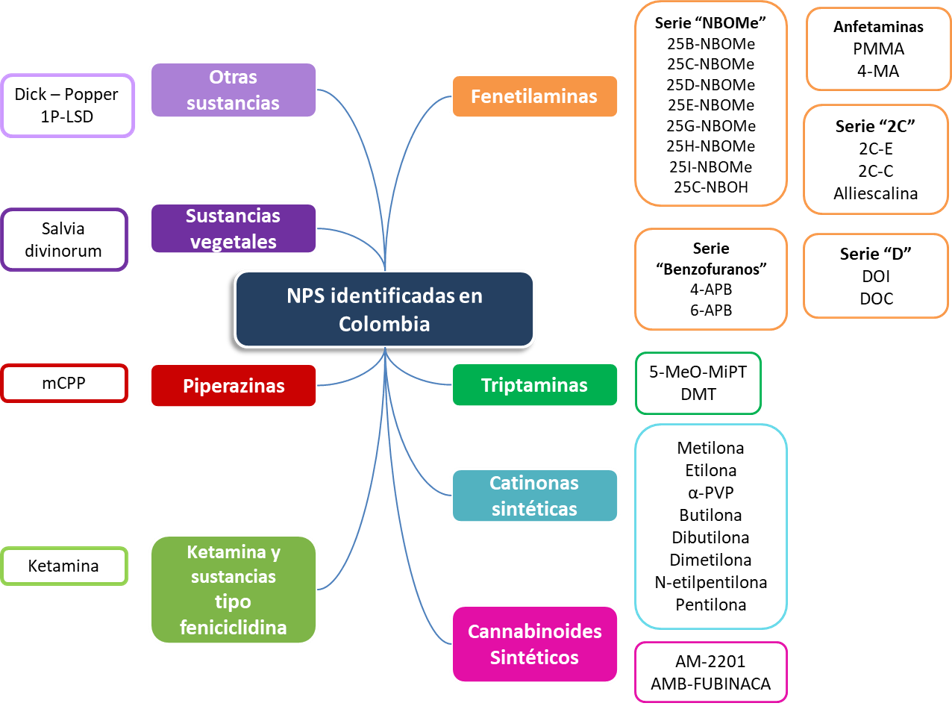 NPS identificadas en
Colombia
Otras
sustancias
Dick – Popper
1P-LSD
Sustancias
vegetales
Salvia
divinorum
Piperazinas
mCPP
Ketamina y
sustancias
tipo
feniciclidina
Ketamina
Fenetilaminas
Serie “NBOMe”
25B-NBOMe
25C-NBOMe
25D-NBOMe
25E-NBOMe
25G-NBOMe
25H-NBOMe
25I-NBOMe
25C-NBOH
Anfetaminas
PMMA
4-MA
Serie “2C”
2C-E
2C-C
Alliescalina
Serie
“Benzofuranos”
4-APB
6-APB
Serie “D”
DOI
DOC
Triptaminas
5-MeO-MiPT
DMT
Catinonas
sintéticas
Metilona
Etilona
α-PVP
Butilona
Dibutilona
Dimetilona
N-etilpentilona
Pentilona
Cannabinoides
Sintéticos
AM-2201
AMB-FUBINACA